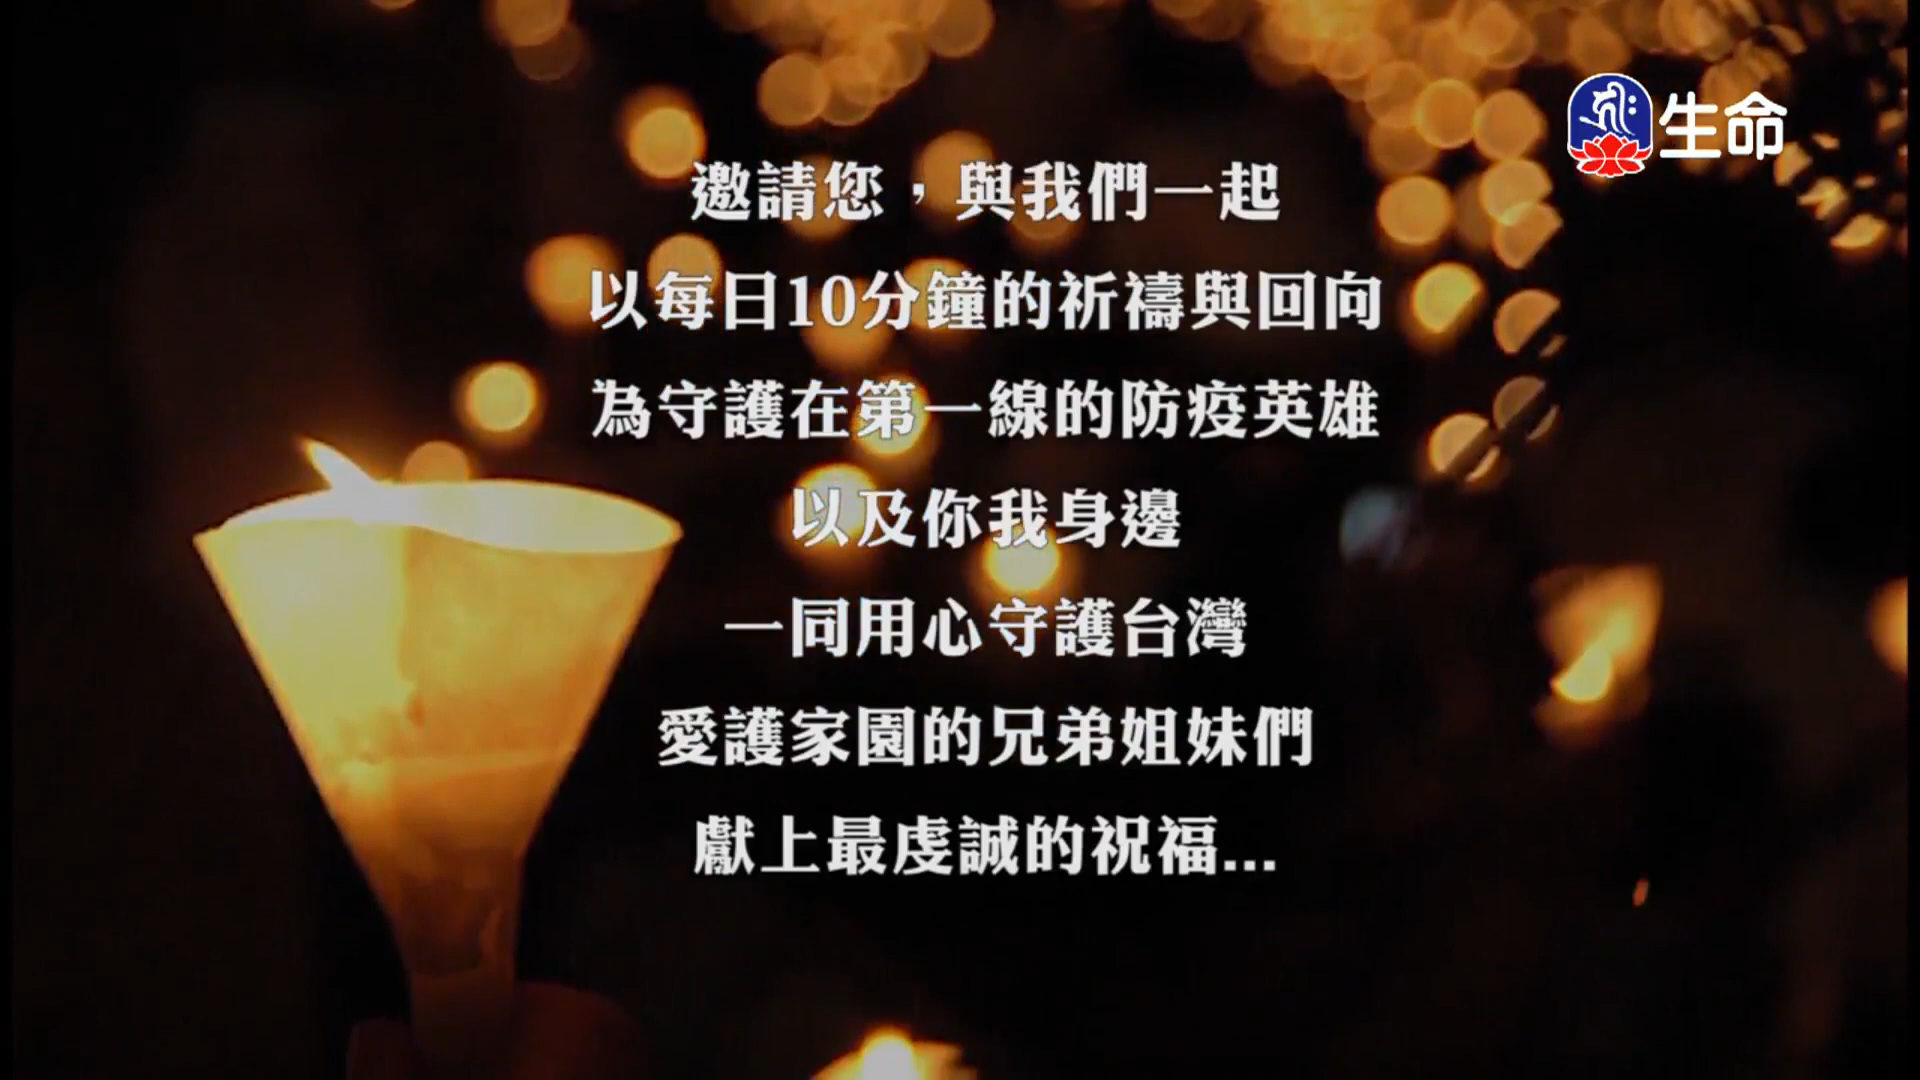 生命
邀請您，與我們一起
以每日10分鐘的祈禱與回向
為守護在第一線的防疫英雄
以及你我身邊
一同用心守護台灣
愛護家園的兄弟姐妹們
獻上最虔誠的祝福...